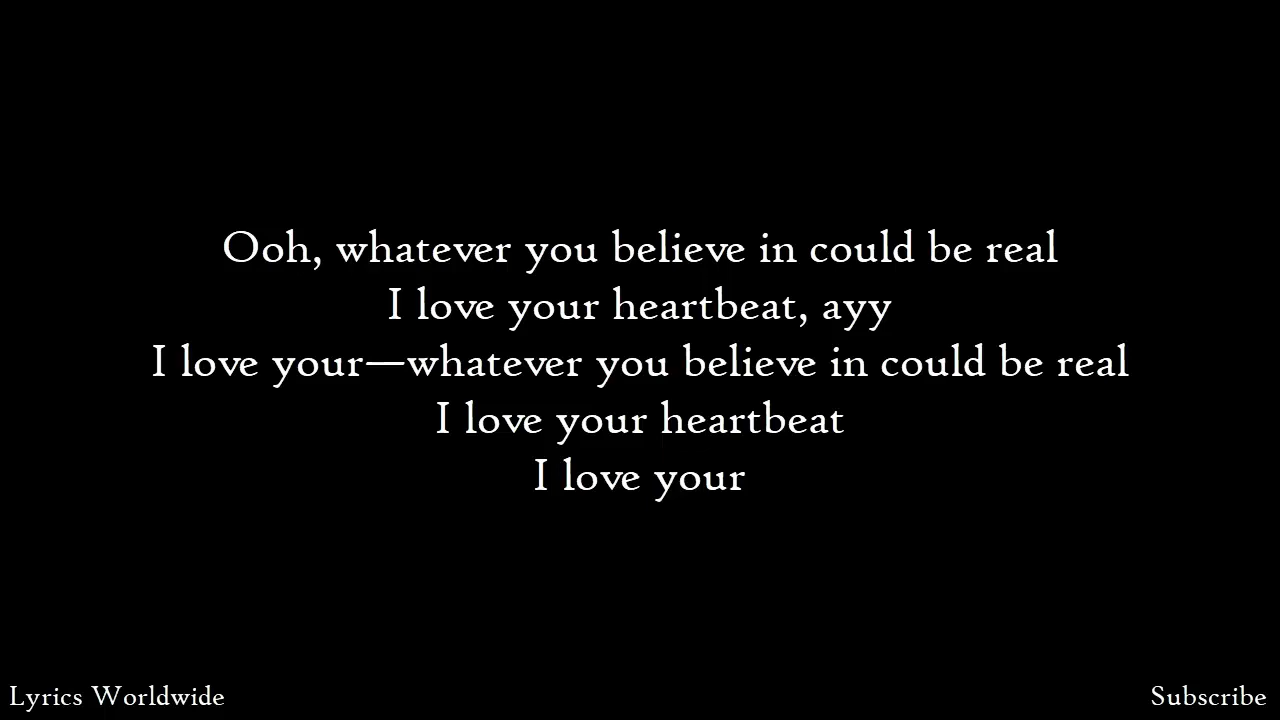 Ooh, whatever you believe in could be real
I love your heartbeat, ayy
I love your—whatever you believe in could be real
I love your heartbeat
I love your
Lyrics Worldwide
Subscribe